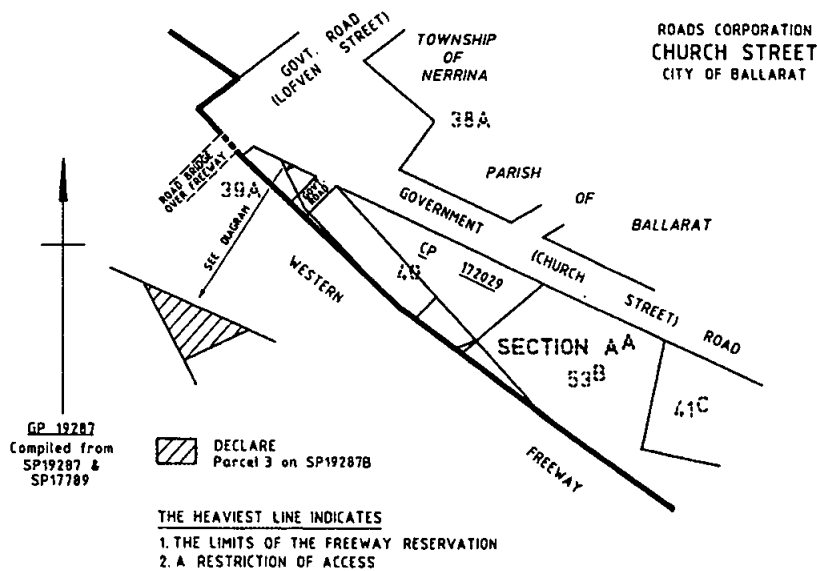 ROADS CORPORATION
CHURCH STREET
CITY OF BALLARAT
GOVT. ROAD
(LOFVEN STREET)
TOWNSHIP
OF
NERRINA
38A
PARISH
OF
BALLARAT
ROAD BRIDGE
OVER FREEWAY
39A
GOVT.
ROAD
SEE DIAGRAM
GOVERNMENT (CHURCH STREET) ROAD
CP
172029
WESTERN FREEWAY
SECTION AA
53B
41C
GP 19287
Compiled from
SP19287 &
SP17789
DECLARE
Parcel 3 on SP19287B
THE HEAVIEST LINE INDICATES
1. THE LIMITS OF THE FREEWAY RESERVATION
2. A RESTRICTION OF ACCESS